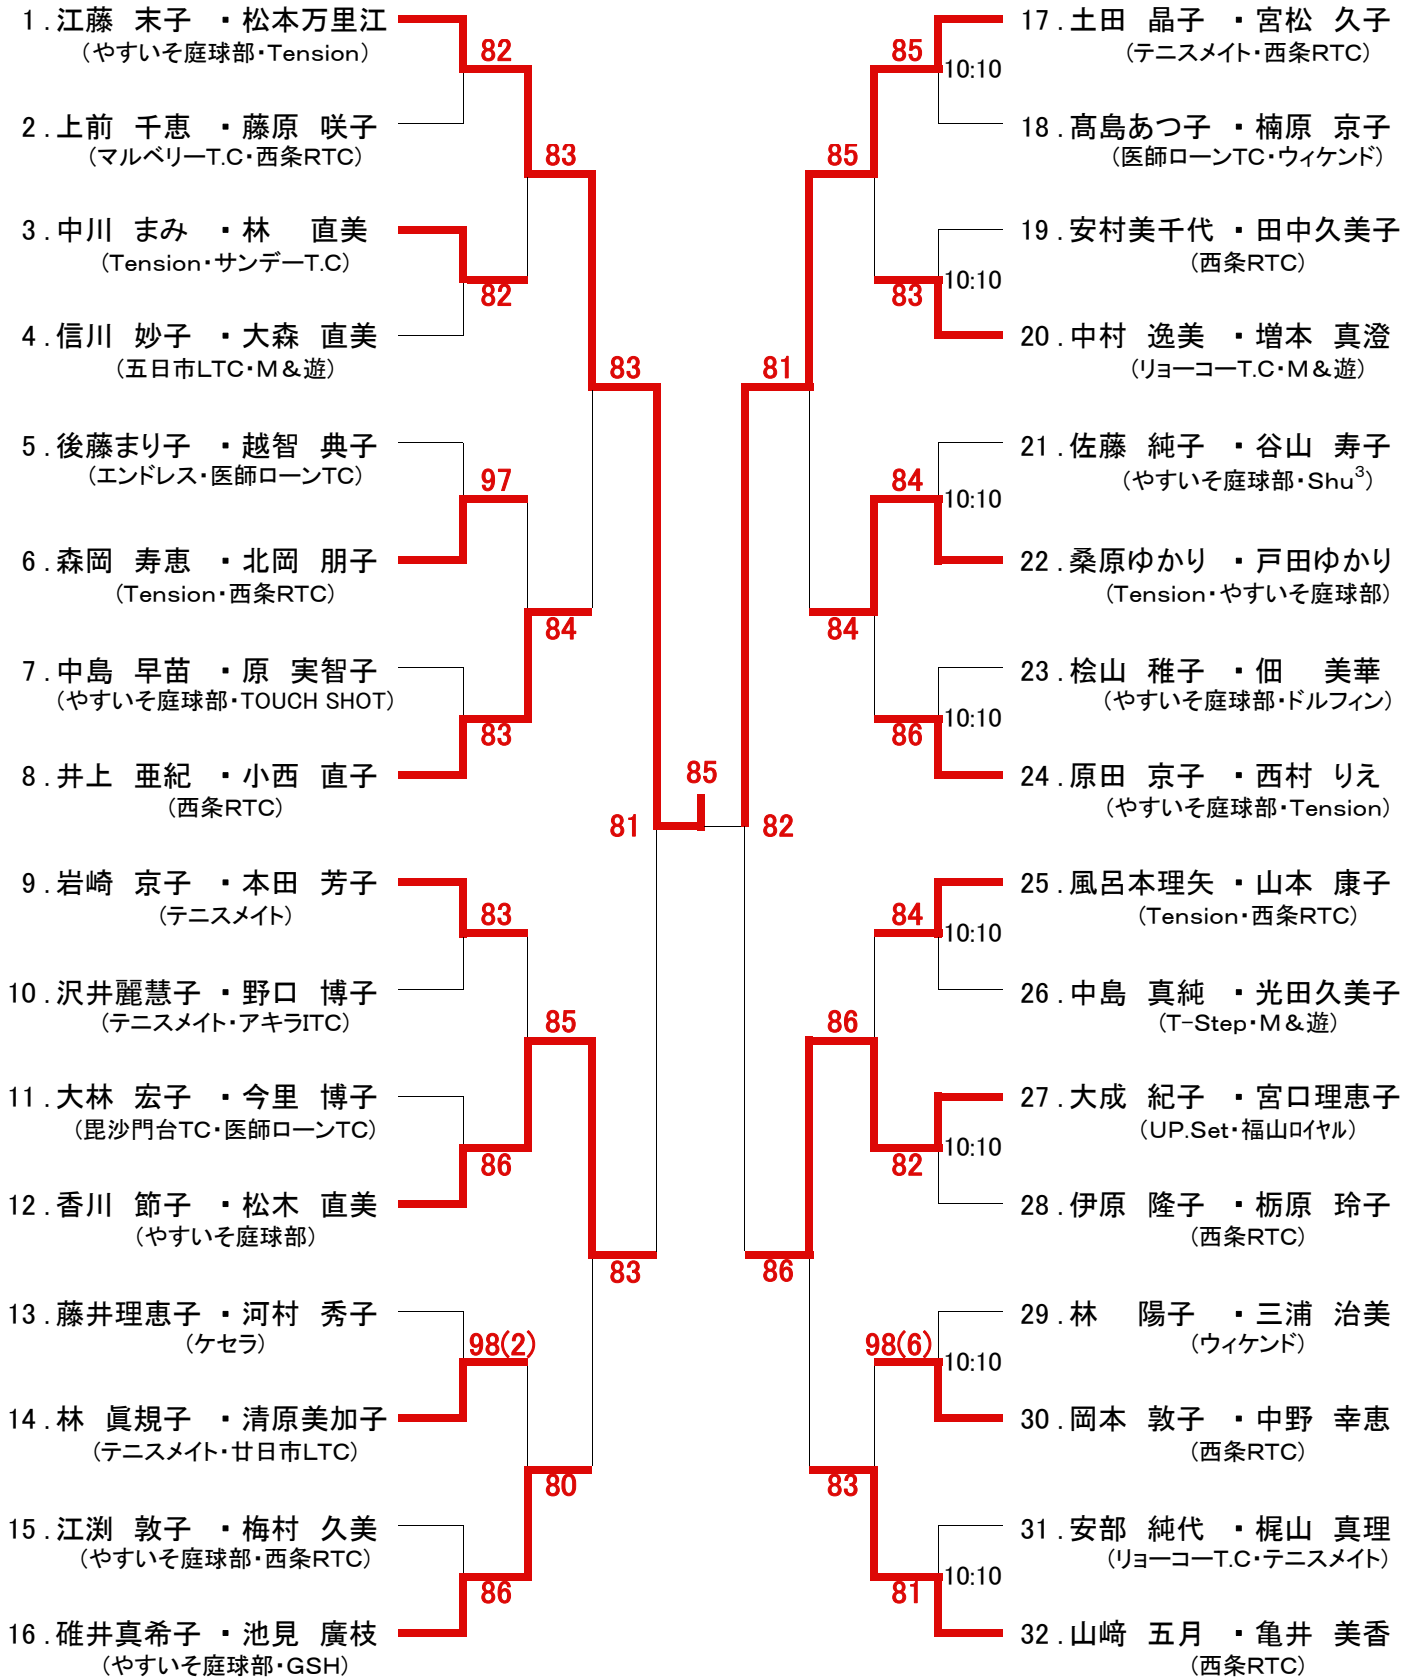 1．江藤　末子　・松本万里江
（やすいそ庭球部・Tension）
82
2．上前　千恵　・藤原　咲子
（マルベリーT.C・西条RTC）
83
3．中川　まみ　・林　　直美
（Tension・サンデーT.C）
82
4．信川　妙子　・大森　直美
（五日市LTC・M＆遊）
83
5．後藤まり子　・越智　典子
（エンドレス・医師ローンTC）
97
6．森岡　寿恵　・北岡　朋子
（Tension・西条RTC）
84
7．中島　早苗　・原　実智子
（やすいそ庭球部・TOUCH SHOT）
83
8．井上　亜紀　・小西　直子
（西条RTC）
85
81
82
9．岩崎　京子　・本田　芳子
（テニスメイト）
83
10．沢井麗慧子　・野口　博子
（テニスメイト・アキラITC）
85
11．大林　宏子　・今里　博子
（毘沙門台TC・医師ローンTC）
86
12．香川　節子　・松木　直美
（やすいそ庭球部）
83
13．藤井理恵子　・河村　秀子
（ケセラ）
98(2)
14．林　眞規子　・清原美加子
（テニスメイト・廿日市LTC）
80
15．江渕　敦子　・梅村　久美
（やすいそ庭球部・西条RTC）
86
16．碓井真希子　・池見　廣枝
（やすいそ庭球部・GSH）
17．土田　晶子　・宮松　久子
（テニスメイト・西条RTC）
85
10:10
18．髙島あつ子　・楠原　京子
（医師ローンTC・ウィケンド）
85
19．安村美千代　・田中久美子
（西条RTC）
10:10
83
20．中村　逸美　・増本　真澄
（リョーコーT.C・M＆遊）
81
21．佐藤　純子　・谷山　寿子
（やすいそ庭球部・Shu³）
84
10:10
22．桑原ゆかり　・戸田ゆかり
（Tension・やすいそ庭球部）
84
23．桧山　稚子　・佃　　美華
（やすいそ庭球部・ドルフィン）
10:10
86
24．原田　京子　・西村　りえ
（やすいそ庭球部・Tension）
25．風呂本理矢　・山本　康子
（Tension・西条RTC）
84
10:10
26．中島　真純　・光田久美子
（T-Step・M＆遊）
86
27．大成　紀子　・宮口理恵子
（UP.Set・福山ロイヤル）
10:10
82
28．伊原　隆子　・栃原　玲子
（西条RTC）
86
29．林　　陽子　・三浦　治美
（ウィケンド）
98(6)
10:10
30．岡本　敦子　・中野　幸恵
（西条RTC）
83
31．安部　純代　・梶山　真理
（リョーコーT.C・テニスメイト）
10:10
81
32．山﨑　五月　・亀井　美香
（西条RTC）